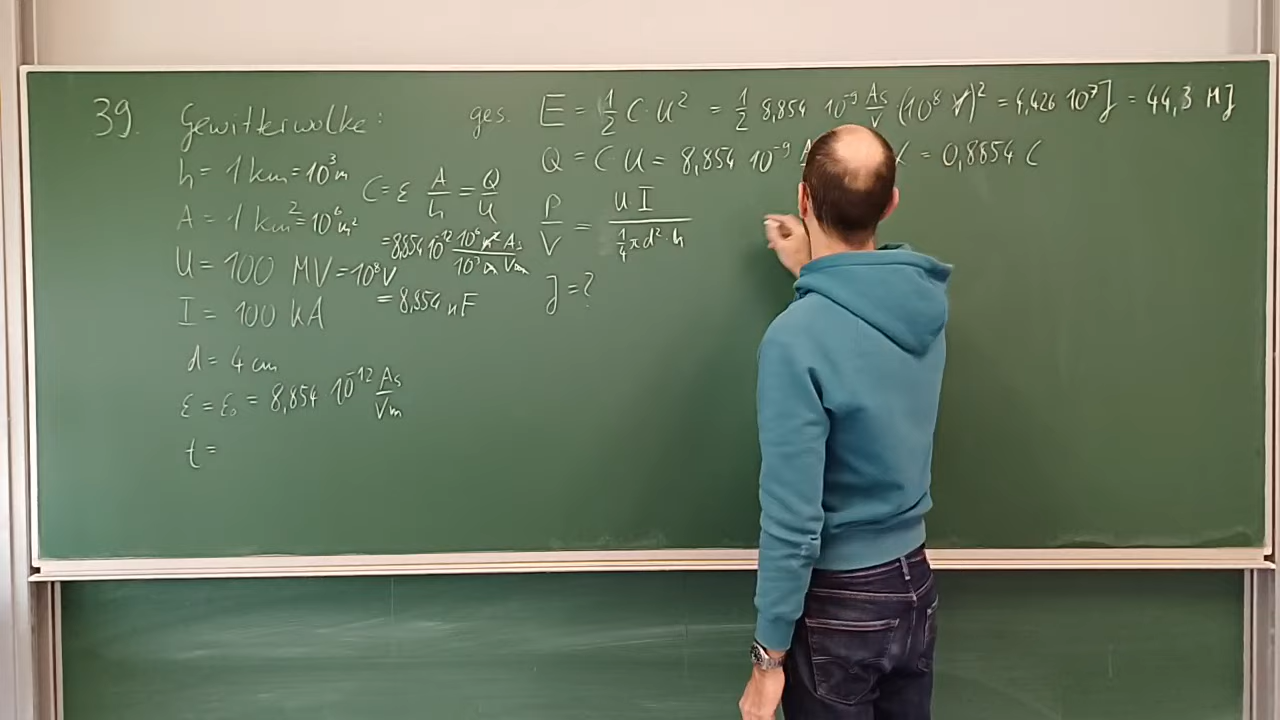 39. Gewitterwolke:
h = 1 km = 10³ m
A = 1 km² = 10⁶ m²
U = 100 MV = 10⁸ V
I = 100 kA
d = 4 cm
ε = ε₀ = 8,854 10⁻¹² As/Vm
t =
C = ε A/h = Q/U
= 8,854 10⁻¹² 10⁶ m² As / 10³ m Vm
= 8,854 nF
ges. E = 1/2 C·U² = 1/2 8,854 10⁻⁹ As/V (10⁸ V)² = 4,426 10⁷ J = 44,3 MJ
Q = C·U = 8,854 10⁻⁹ = 0,8854 C
P/V = U I / 1/4 π d²·h
J = ?